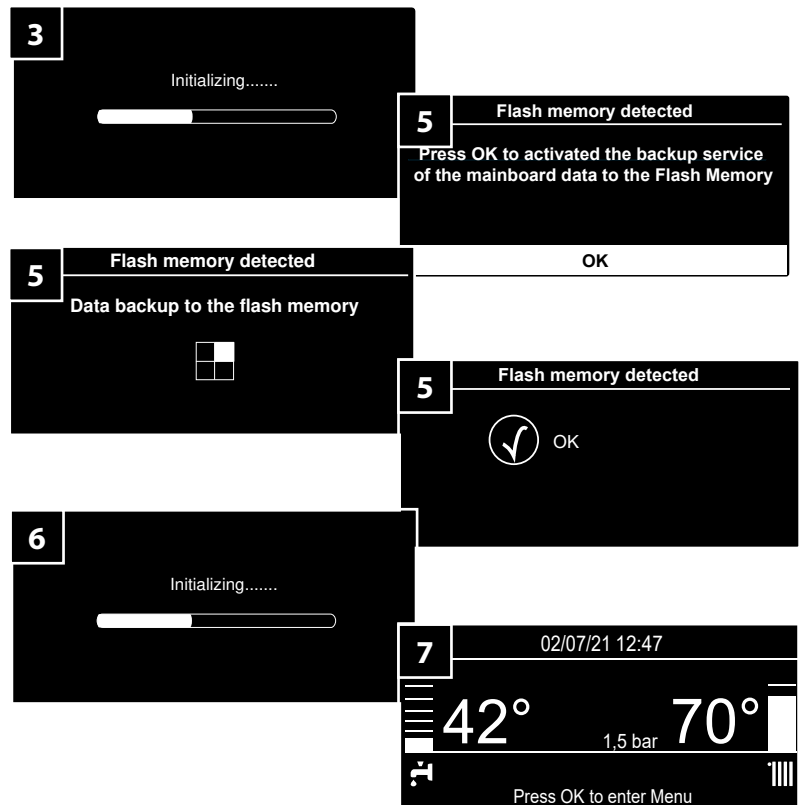 3
Initializing.......
5
Flash memory detected
Press OK to activated the backup service
of the mainboard data to the Flash Memory
OK
5
Flash memory detected
Data backup to the flash memory
5
Flash memory detected
OK
6
Initializing.......
7
02/07/21 12:47
42° 1,5 bar 70°
Press OK to enter Menu